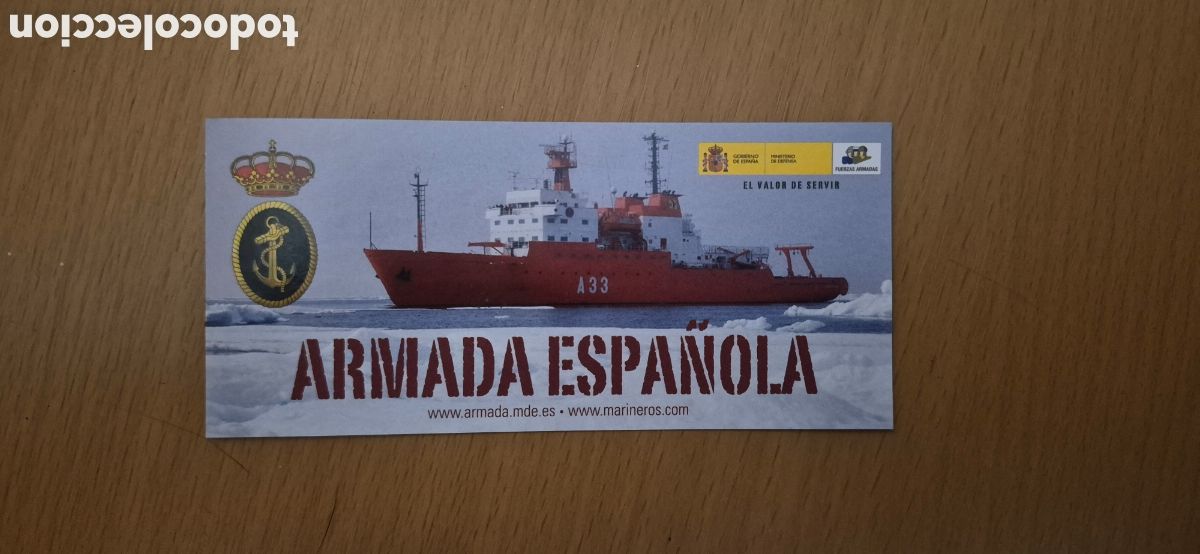 todocoleccion
GOBIERNO
DE ESPAÑA
MINISTERIO
DE DEFENSA
FUERZAS ARMADAS
EL VALOR DE SERVIR
A33
ARMADA ESPAÑOLA
www.armada.mde.es • www.marineros.com